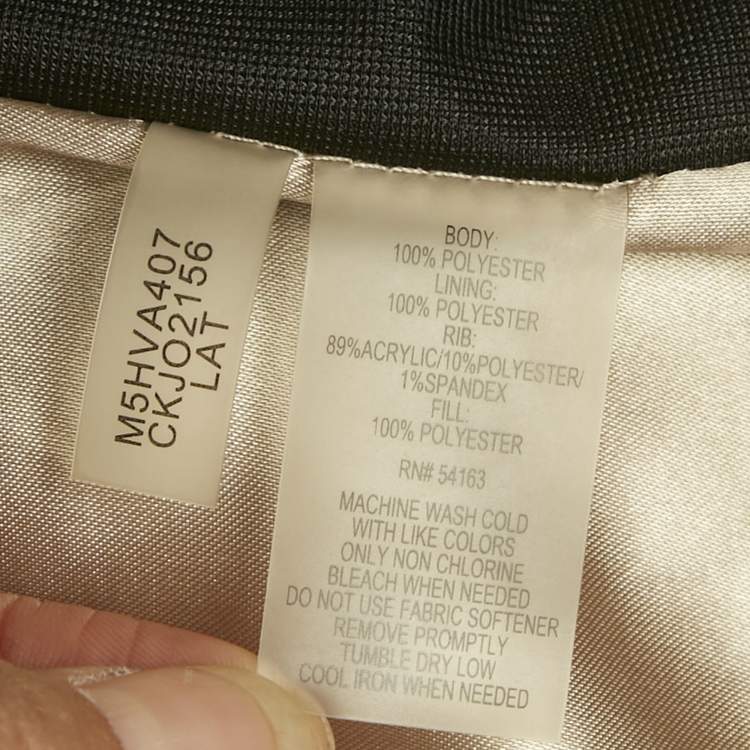 M5HVA407
CKJO2156
LAT
BODY:
100% POLYESTER
LINING:
100% POLYESTER
RIB:
89%ACRYLIC/10%POLYESTER/
1%SPANDEX
FILL:
100% POLYESTER
RN# 54163
MACHINE WASH COLD
WITH LIKE COLORS
ONLY NON CHLORINE
BLEACH WHEN NEEDED
DO NOT USE FABRIC SOFTENER
REMOVE PROMPTLY
TUMBLE DRY LOW
COOL IRON WHEN NEEDED